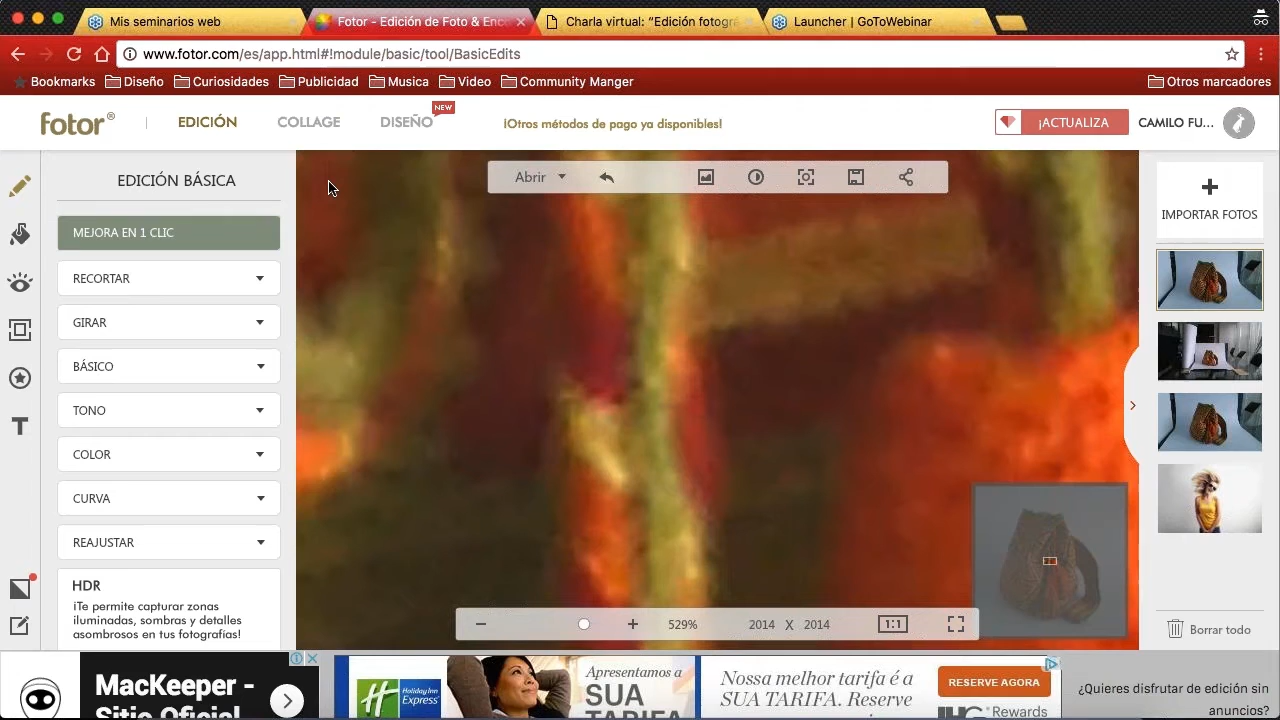 Mis seminarios web
Fotor - Edición de Foto & Enco
Charla virtual: “Edición fotogr
Launcher | GoToWebinar
www.fotor.com/es/app.html#!module/basic/tool/BasicEdits
Bookmarks
Diseño
Curiosidades
Publicidad
Musica
Video
Community Manger
Otros marcadores
fotor®
EDICIÓN
COLLAGE
DISEÑO
NEW
¡Otros métodos de pago ya disponibles!
¡ACTUALIZA
CAMILO FU...
EDICIÓN BÁSICA
MEJORA EN 1 CLIC
RECORTAR
GIRAR
BÁSICO
TONO
COLOR
CURVA
REAJUSTAR
HDR
¡Te permite capturar zonas
iluminadas, sombras y detalles
asombrosos en tus fotografías!
T
Abrir
IMPORTAR FOTOS
529%
2014 X 2014
1:1
Borrar todo
MacKeeper -
Sitio Oficial
Holiday Inn
Express
Apresentamos a
SUA
TARIFA
Nossa melhor tarifa é a
SUA TARIFA. Reserve
RESERVE AGORA
IHG Rewards
¿Quieres disfrutar de edición sin
anuncios?